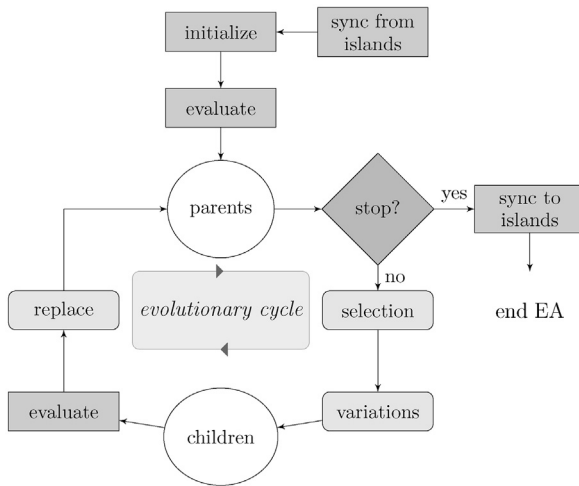 initialize
sync from
islands
evaluate
parents
stop?
yes
sync to
islands
no
end EA
replace
evolutionary cycle
selection
evaluate
children
variations